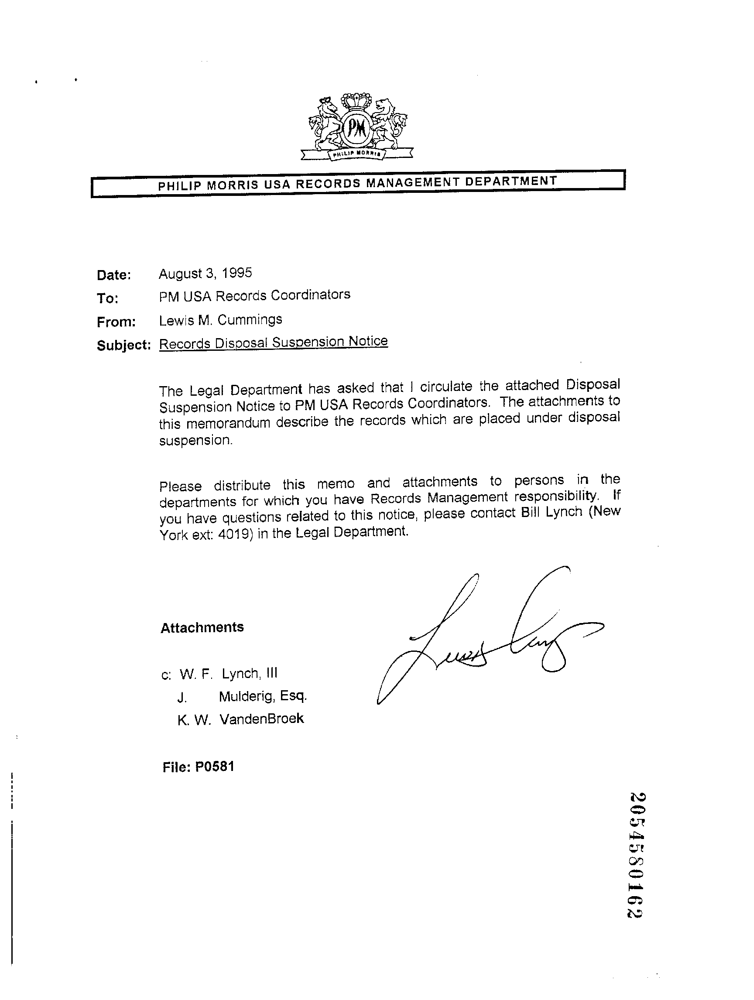 PM
PHILIP MORRIS
PHILIP MORRIS USA RECORDS MANAGEMENT DEPARTMENT
Date: August 3, 1995
To: PM USA Records Coordinators
From: Lewis M. Cummings
Subject: Records Disposal Suspension Notice
The Legal Department has asked that I circulate the attached Disposal
Suspension Notice to PM USA Records Coordinators. The attachments to
this memorandum describe the records which are placed under disposal
suspension.
Please distribute this memo and attachments to persons in the
departments for which you have Records Management responsibility. If
you have questions related to this notice, please contact Bill Lynch (New
York ext: 4019) in the Legal Department.
Attachments
c: W. F. Lynch, III
J. Mulderig, Esq.
K. W. VandenBroek
File: P0581
2054580162